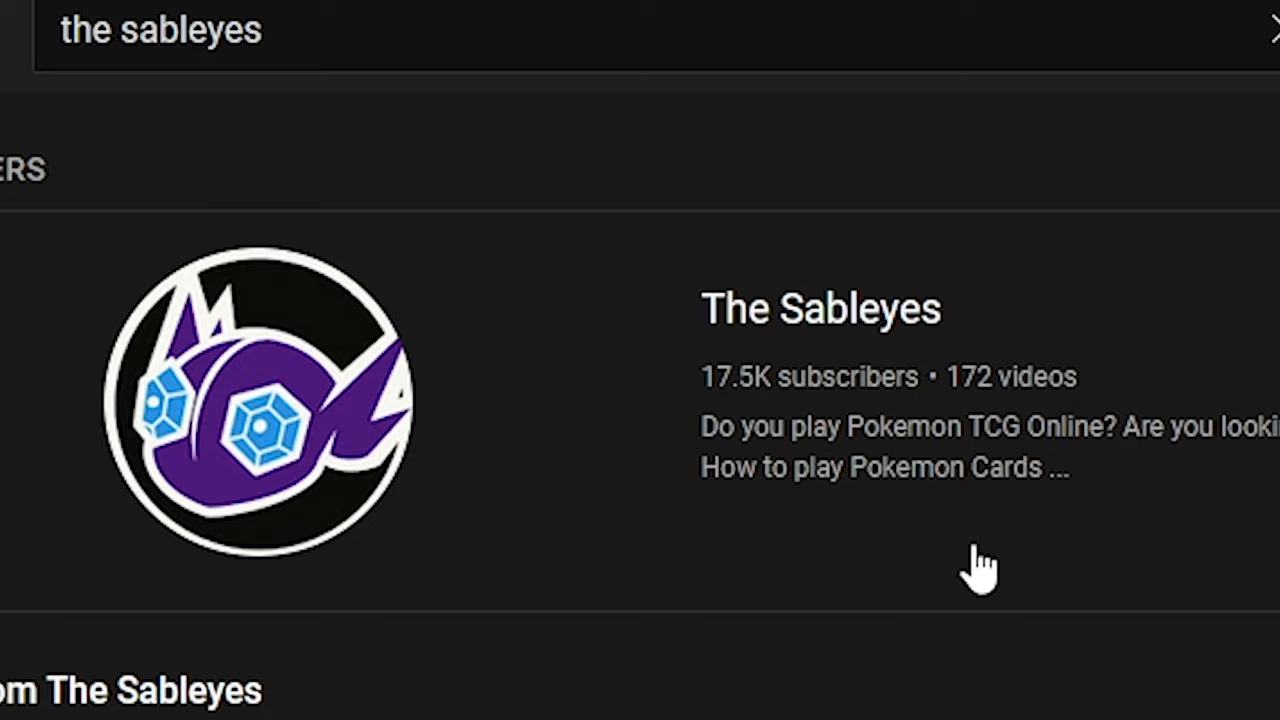 the sableyes
ERS
The Sableyes
17.5K subscribers • 172 videos
Do you play Pokemon TCG Online? Are you looki
How to play Pokemon Cards ...
om The Sableyes